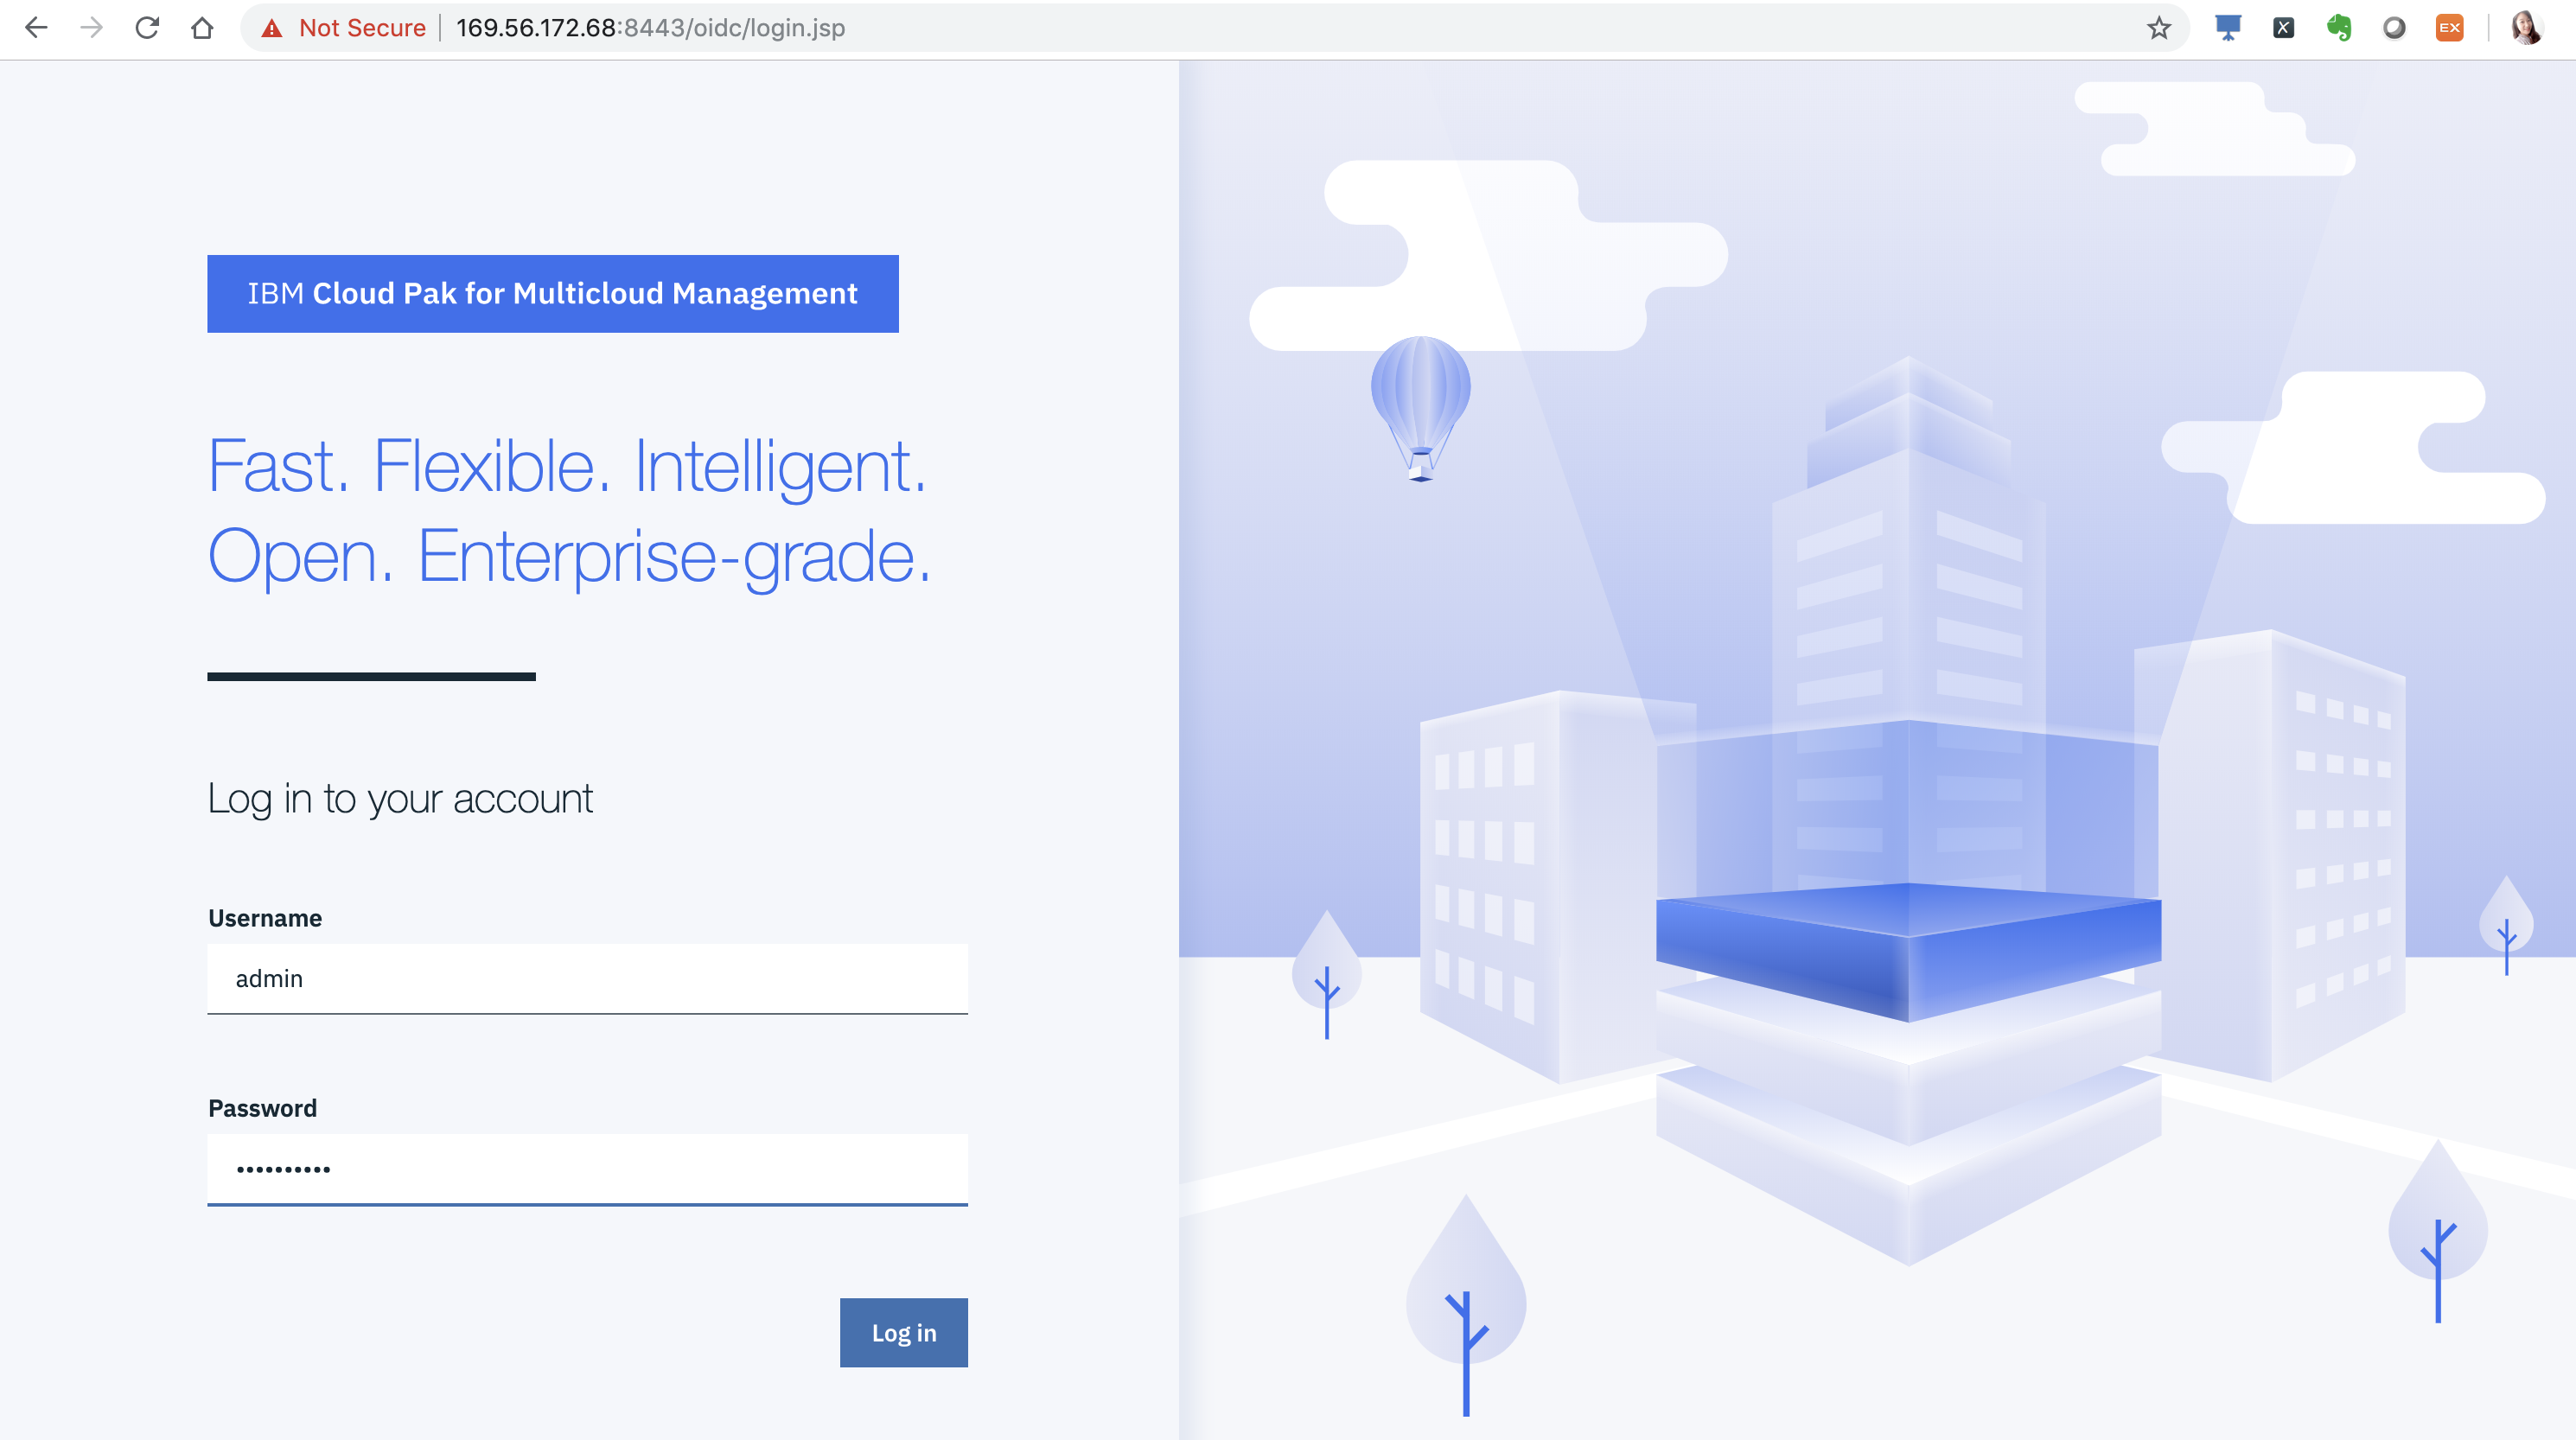 Not Secure | 169.56.172.68:8443/oidc/login.jsp
X
EX
IBM Cloud Pak for Multicloud Management
Fast. Flexible. Intelligent.
Open. Enterprise-grade.
Log in to your account
Username
admin
Password
••••••••••
Log in